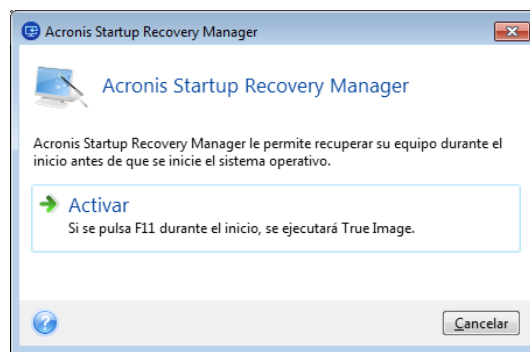 Acronis Startup Recovery Manager
Acronis Startup Recovery Manager
Acronis Startup Recovery Manager le permite recuperar su equipo durante el
inicio antes de que se inicie el sistema operativo.
Activar
Si se pulsa F11 durante el inicio, se ejecutará True Image.
Cancelar